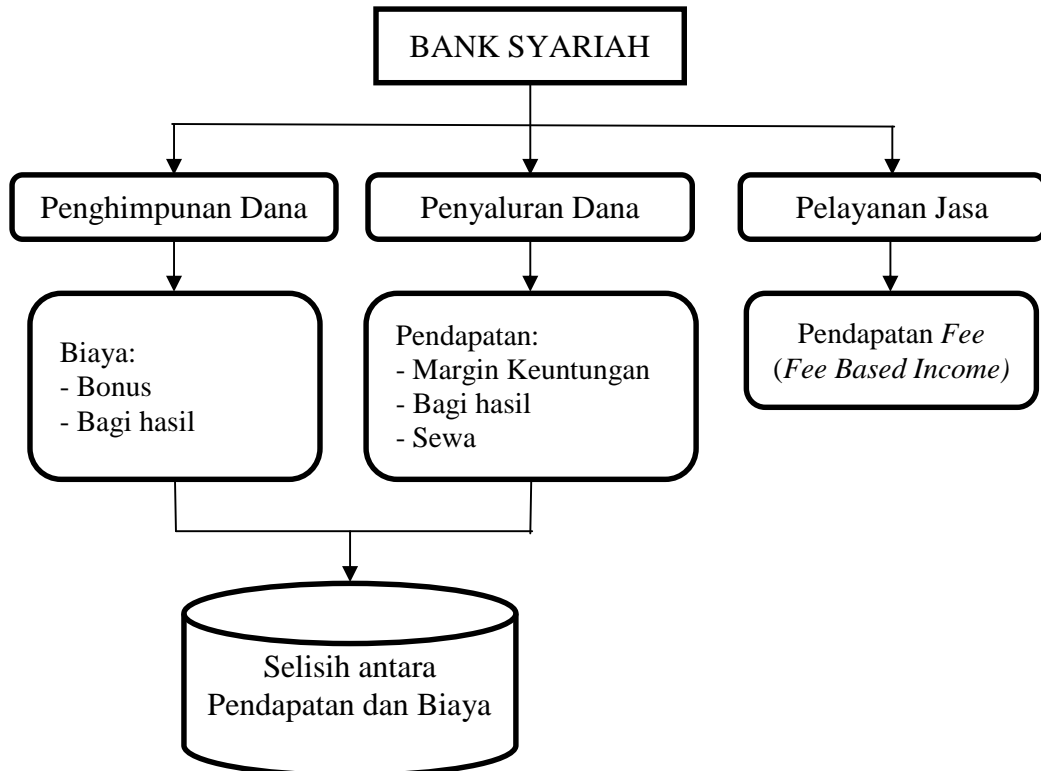 BANK SYARIAH
Penghimpunan Dana
Penyaluran Dana
Pelayanan Jasa
Biaya:
- Bonus
- Bagi hasil
Pendapatan:
- Margin Keuntungan
- Bagi hasil
- Sewa
Pendapatan Fee
(Fee Based Income)
Selisih antara
Pendapatan dan Biaya